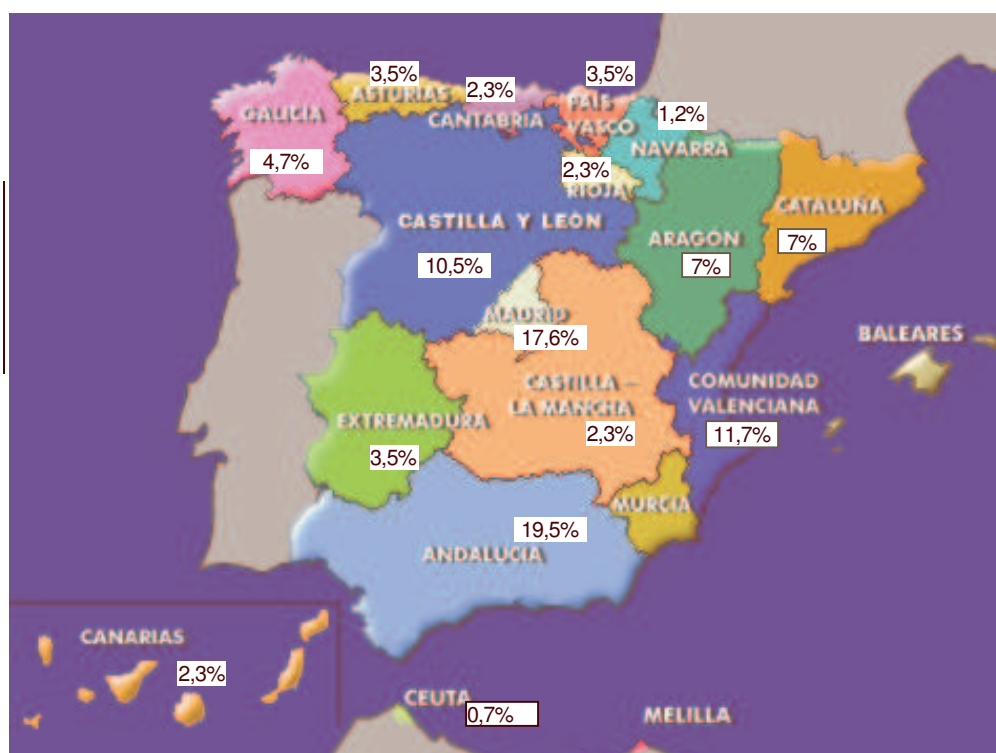 3,5%
ASTURIAS
2,3%
CANTABRIA
3,5%
PAIS
VASCO
1,2%
NAVARRA
GALICIA
4,7%
2,3%
RIOJA
CASTILLA Y LEÓN
10,5%
ARAGÓN
7%
CATALUÑA
7%
MADRID
17,6%
BALEARES
CASTILLA –
LA MANCHA
2,3%
COMUNIDAD
VALENCIANA
11,7%
EXTREMADURA
3,5%
MURCIA
19,5%
ANDALUCIA
CANARIAS
2,3%
CEUTA
0,7%
MELILLA